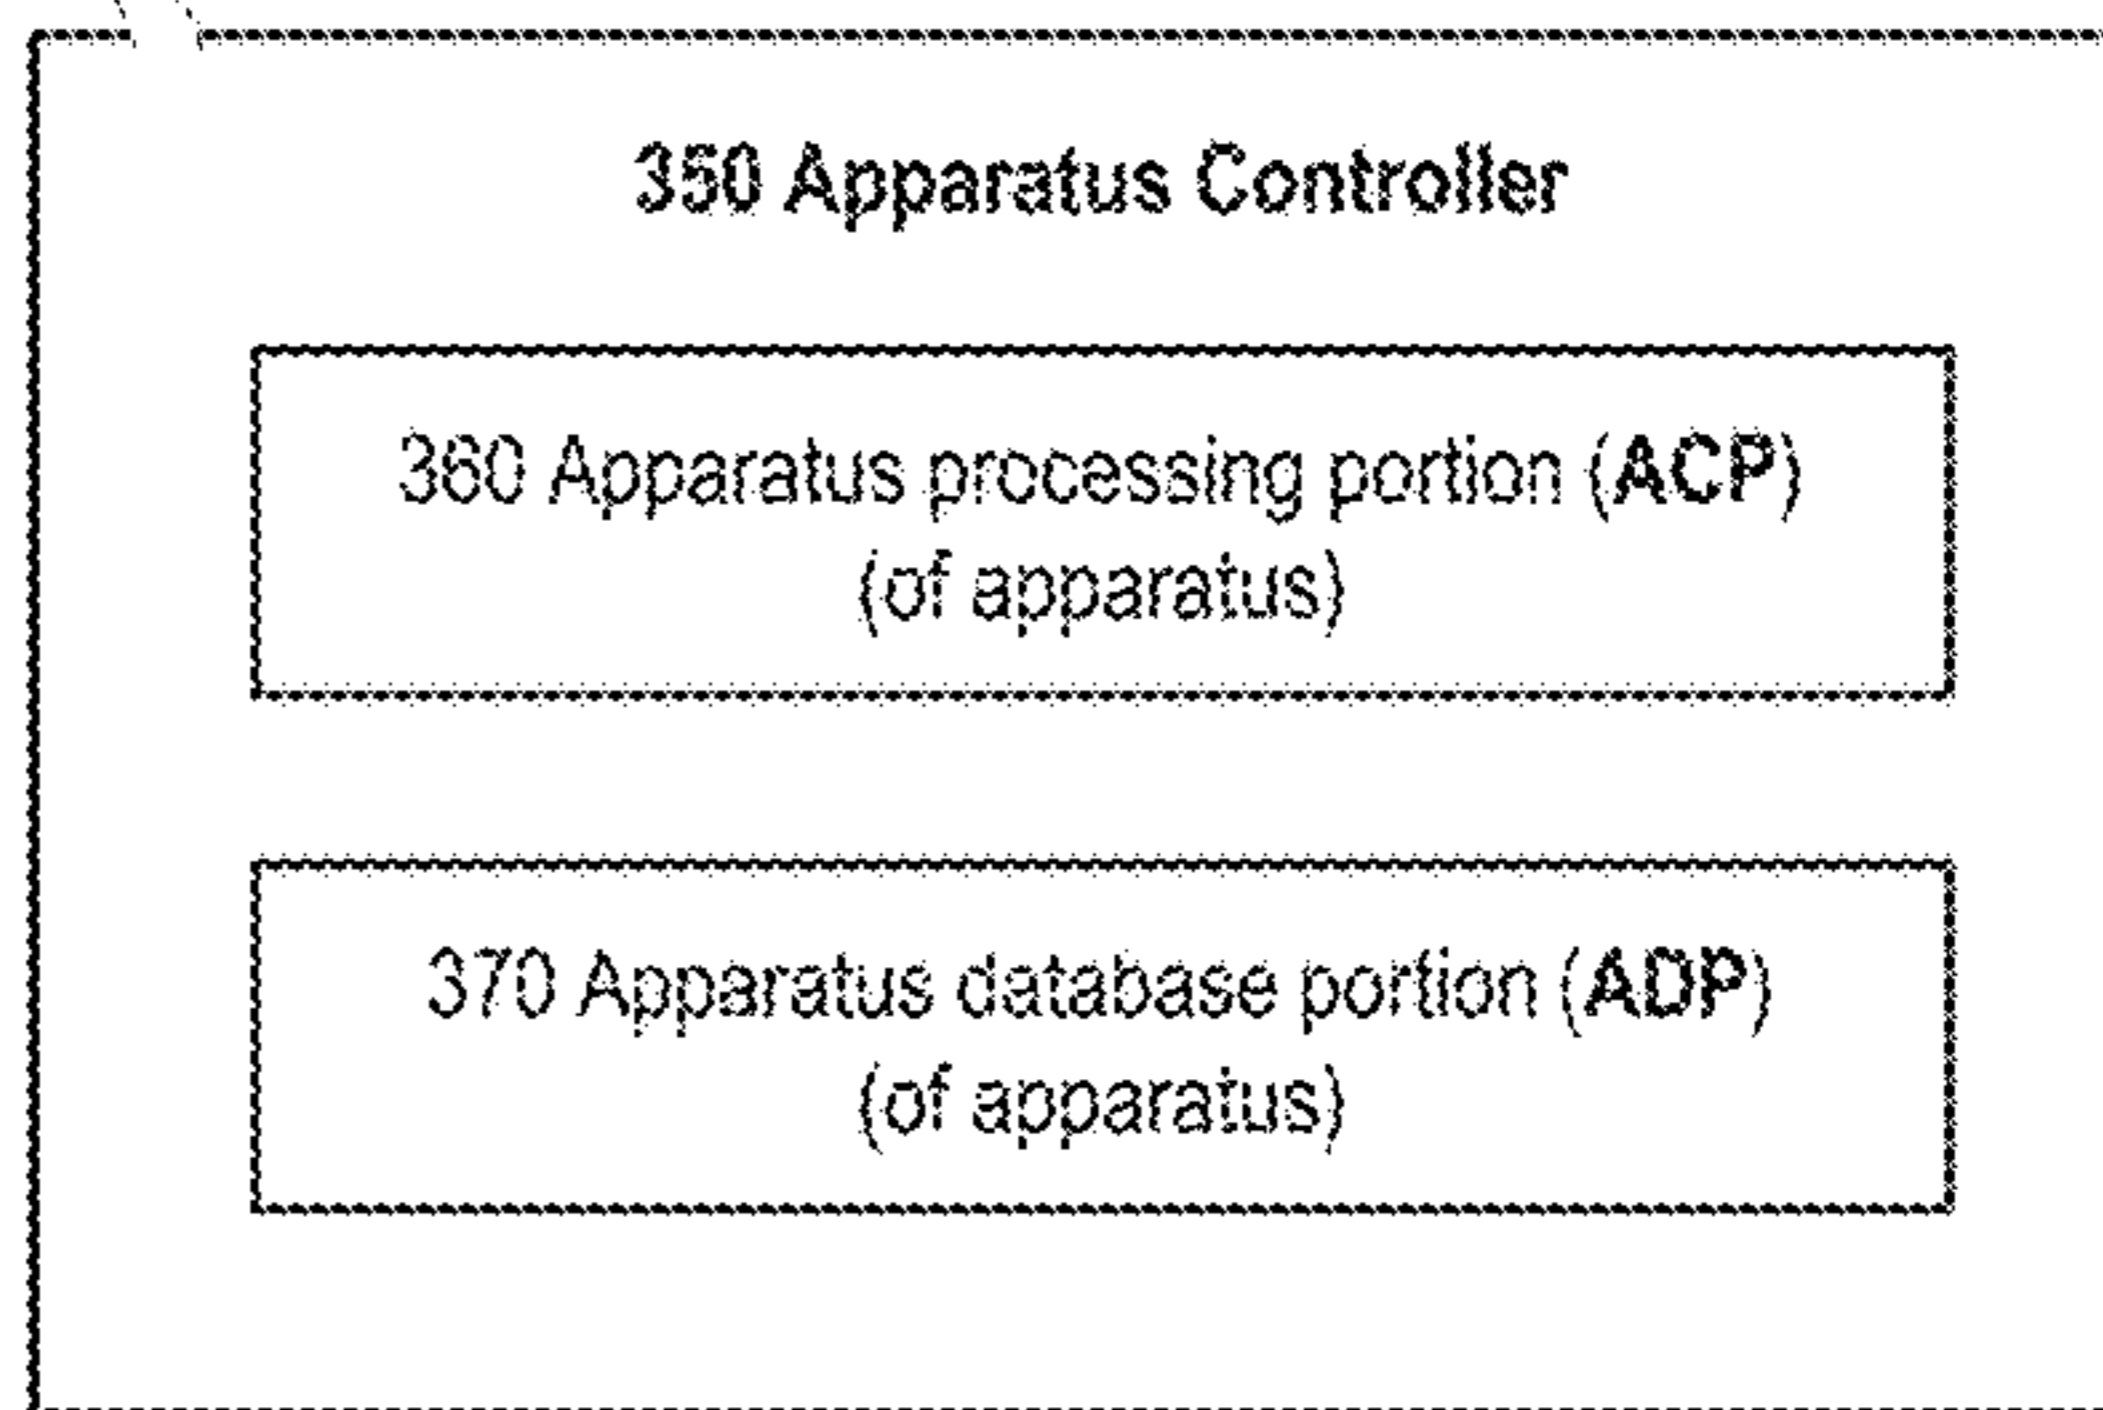 350 Apparatus Controller
360 Apparatus processing portion (ACP)
(of apparatus)
370 Apparatus database portion (ADP)
(of apparatus)